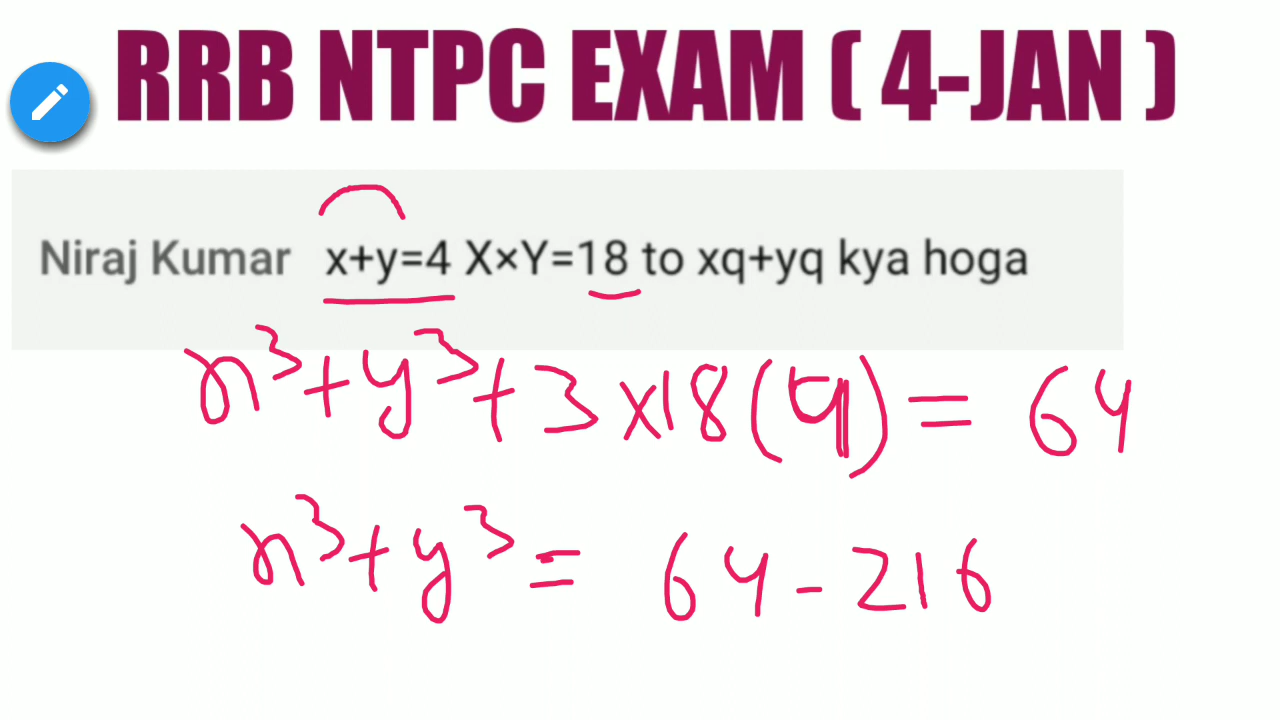 RRB NTPC EXAM ( 4-JAN )
Niraj Kumar x+y=4 X×Y=18 to xq+yq kya hoga
x³+y³+3×18(4)=64
x³+y³= 64-216